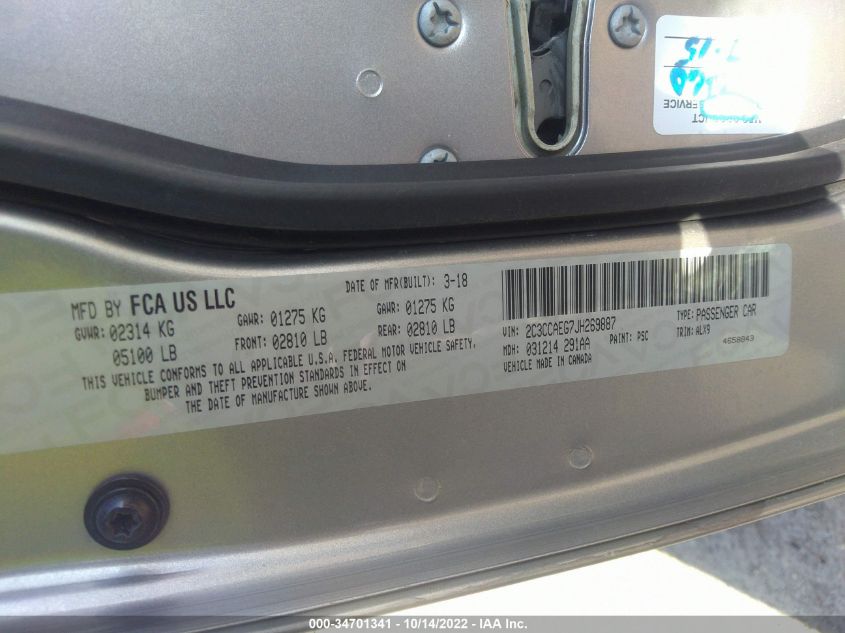 MFD BY FCA US LLC
DATE OF MFR(BUILT): 3-18
GVWR: 02314 KG
GAWR: 01275 KG
GAWR: 01275 KG
05100 LB
FRONT: 02810 LB
REAR: 02810 LB
THIS VEHICLE CONFORMS TO ALL APPLICABLE U.S.A. FEDERAL MOTOR VEHICLE SAFETY,
BUMPER AND THEFT PREVENTION STANDARDS IN EFFECT ON
THE DATE OF MANUFACTURE SHOWN ABOVE.
VIN: 2C3CCAEG7JH269887
TYPE: PASSENGER CAR
MDH: 031214 291AA
PAINT: PSC
TRIM: ALX9
VEHICLE MADE IN CANADA
4658843
SERVICE
000-34701341 - 10/14/2022 - IAA Inc.